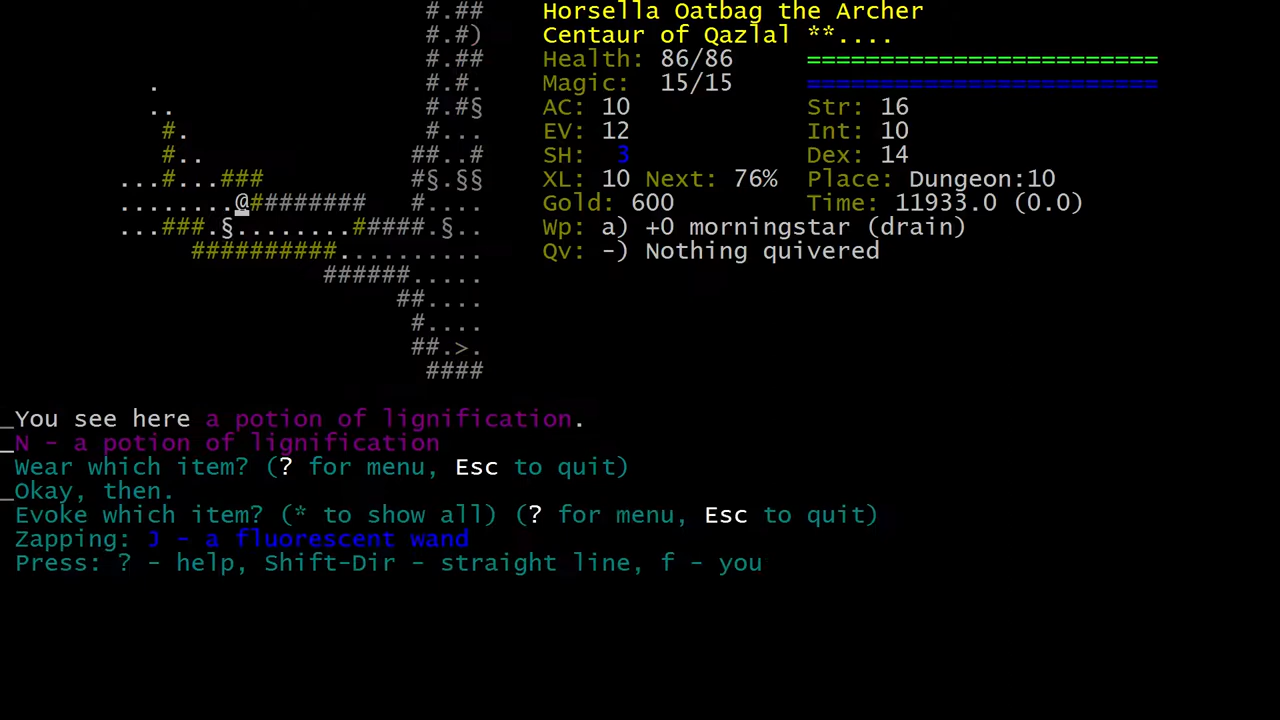 #.## Horsella Oatbag the Archer
#.#) Centaur of Qazlal **....
#.## Health: 86/86 ========================
. #.#. Magic: 15/15 ========================
.. #.#§ AC: 10 Str: 16
#. #... EV: 12 Int: 10
#.. ##..# SH: 3 Dex: 14
...#...### #§.§§ XL: 10 Next: 76% Place: Dungeon:10
........@######### #.... Gold: 600 Time: 11933.0 (0.0)
...###.§........#####.§.. Wp: a) +0 morningstar (drain)
##########.......... Qv: -) Nothing quivered
######.....
##....
#....
##.>.
####
_You see here a potion of lignification.
_N - a potion of lignification
Wear which item? (? for menu, Esc to quit)
_Okay, then.
Evoke which item? (* to show all) (? for menu, Esc to quit)
Zapping: J - a fluorescent wand
Press: ? - help, Shift-Dir - straight line, f - you